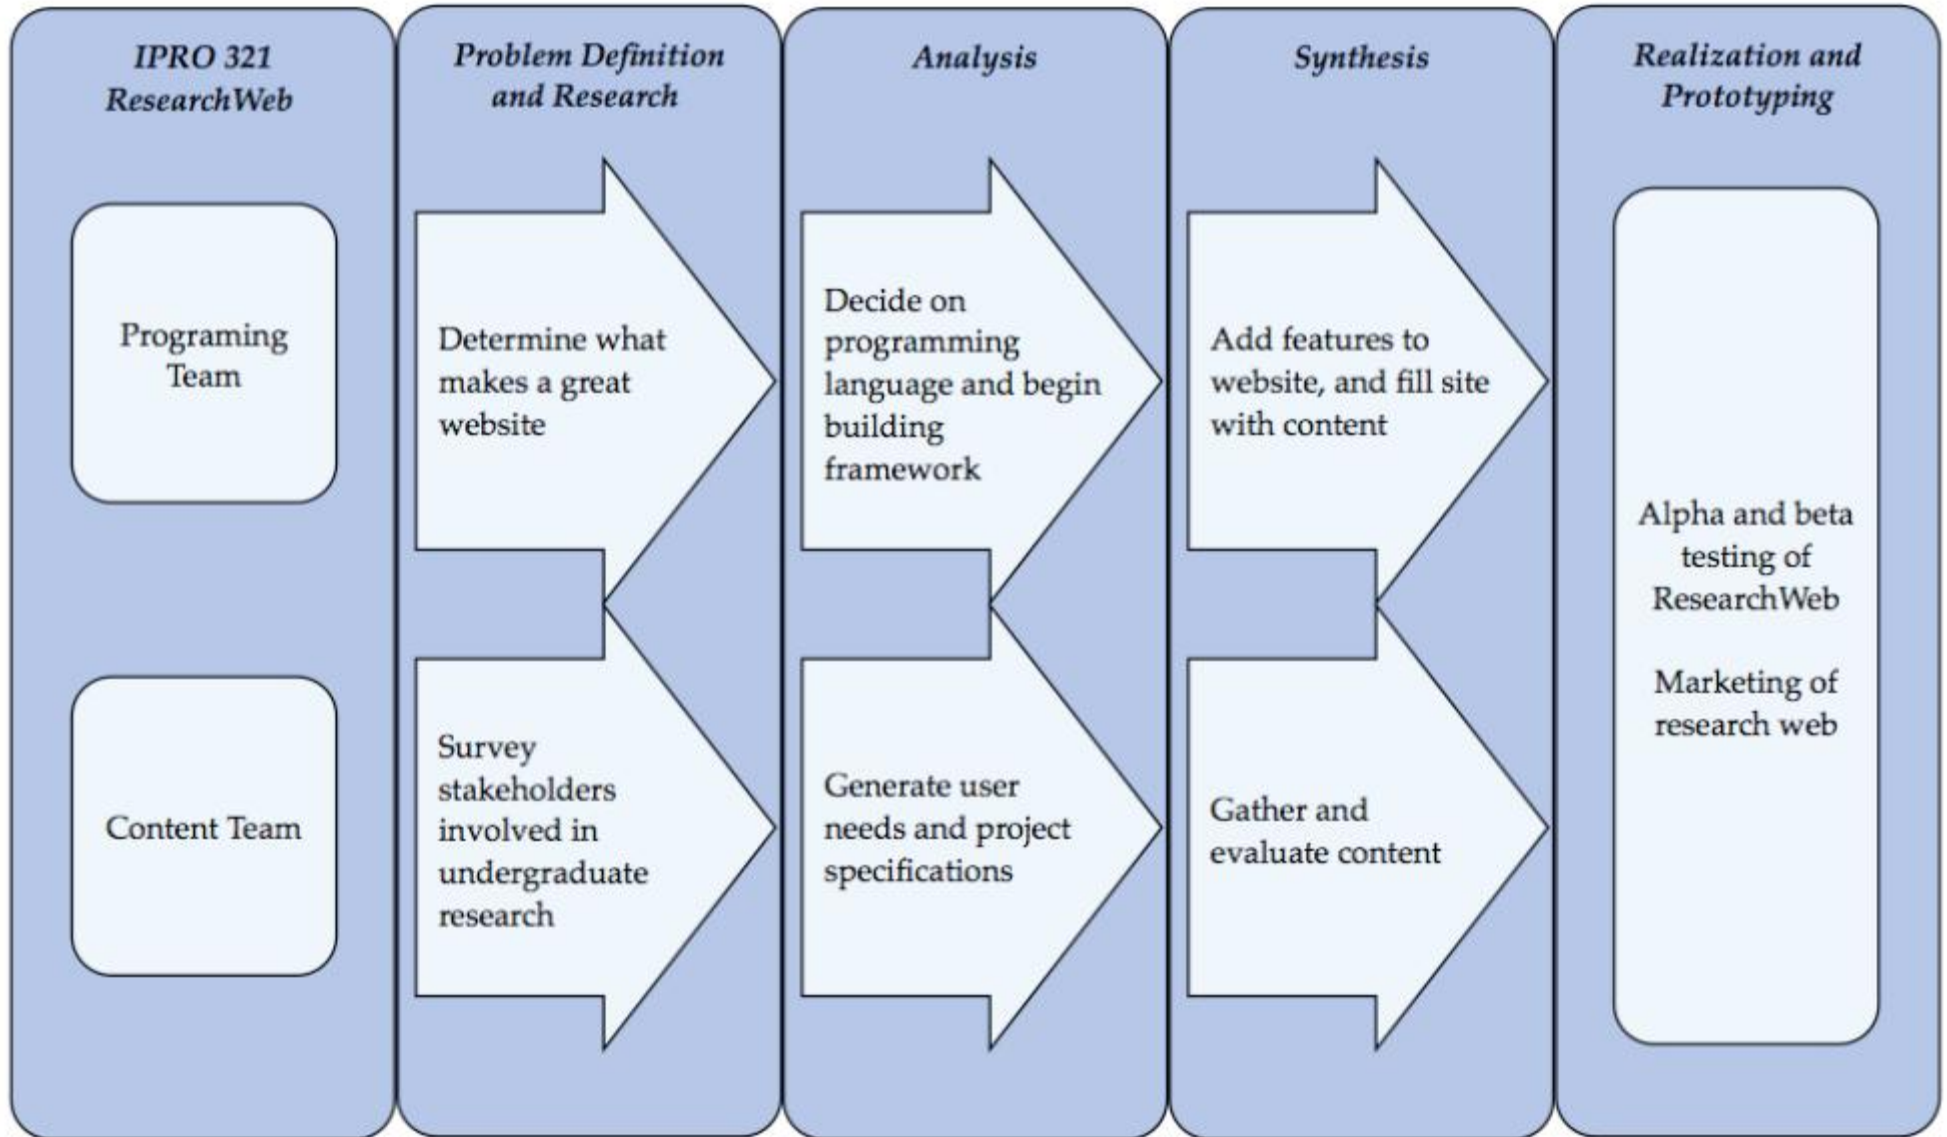 IPRO 321
ResearchWeb
Problem Definition
and Research
Analysis
Synthesis
Realization and
Prototyping
Programing
Team
Determine what
makes a great
website
Decide on
programming
language and begin
building
framework
Add features to
website, and fill site
with content
Content Team
Survey
stakeholders
involved in
undergraduate
research
Generate user
needs and project
specifications
Gather and
evaluate content
Alpha and beta
testing of
ResearchWeb
Marketing of
research web